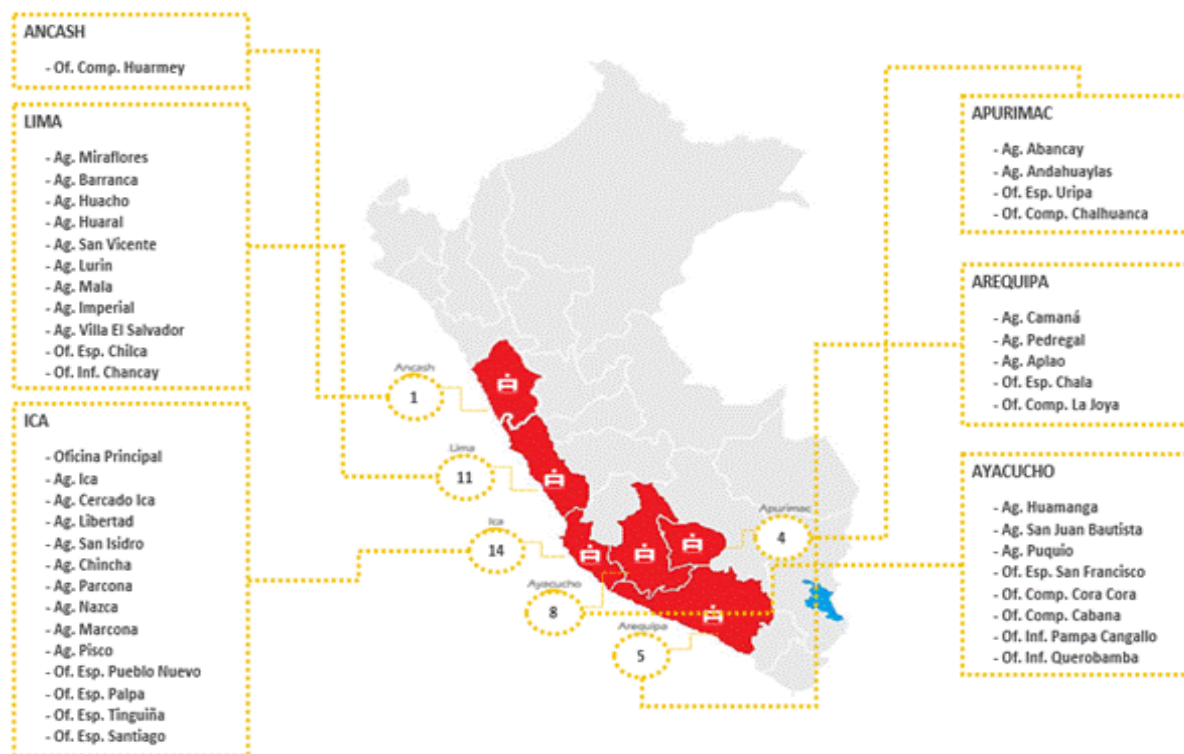 ANCASH
- Of. Comp. Huarmey
LIMA
- Ag. Miraflores
- Ag. Barranca
- Ag. Huacho
- Ag. Huaral
- Ag. San Vicente
- Ag. Lurin
- Ag. Mala
- Ag. Imperial
- Ag. Villa El Salvador
- Of. Esp. Chilca
- Of. Inf. Chancay
ICA
- Oficina Principal
- Ag. Ica
- Ag. Cercado Ica
- Ag. Libertad
- Ag. San Isidro
- Ag. Chincha
- Ag. Parcona
- Ag. Nazca
- Ag. Marcona
- Ag. Pisco
- Of. Esp. Pueblo Nuevo
- Of. Esp. Palpa
- Of. Esp. Tinguiña
- Of. Esp. Santiago
Ancash
1
Lima
11
Ica
14
Ayacucho
8
Arequipa
5
Apurimac
4
APURIMAC
- Ag. Abancay
- Ag. Andahuaylas
- Of. Esp. Uripa
- Of. Comp. Chalhuanca
AREQUIPA
- Ag. Camaná
- Ag. Pedregal
- Ag. Aplao
- Of. Esp. Chala
- Of. Comp. La Joya
AYACUCHO
- Ag. Huamanga
- Ag. San Juan Bautista
- Ag. Puquio
- Of. Esp. San Francisco
- Of. Comp. Cora Cora
- Of. Comp. Cabana
- Of. Inf. Pampa Cangallo
- Of. Inf. Querobamba